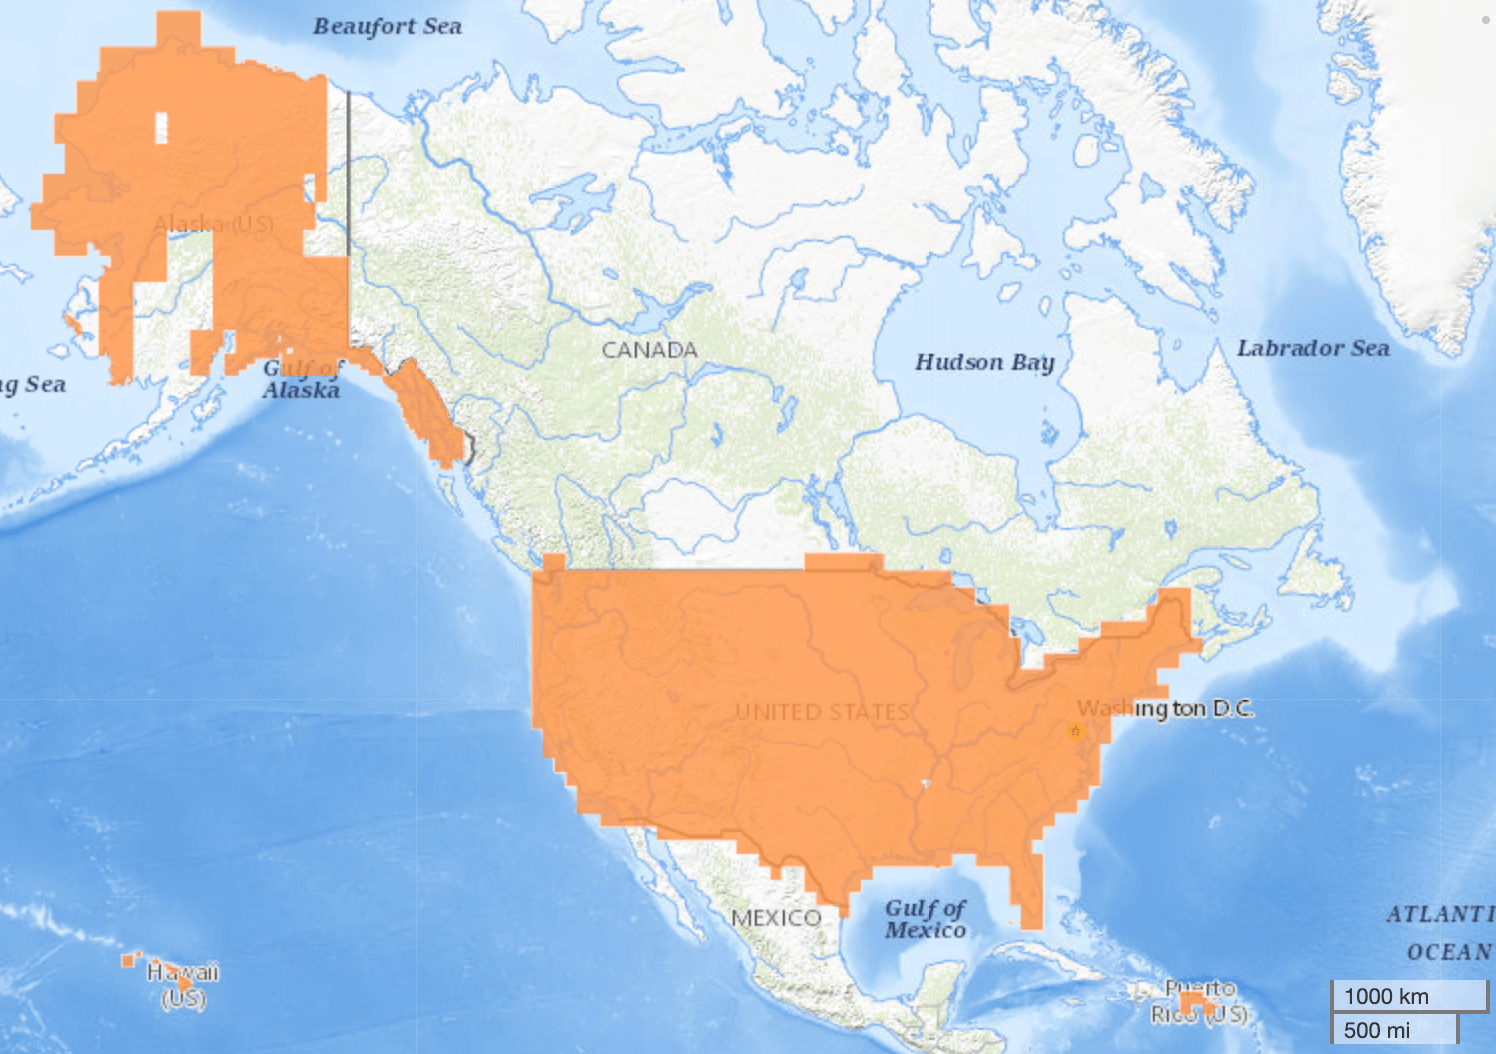 Beaufort Sea
Alaska (US)
CANADA
Hudson Bay
Labrador Sea
Gulf of
Alaska
ng Sea
UNITED STATES
Washington D.C.
MEXICO
Gulf of
Mexico
ATLANTI
OCEAN
Hawaii
(US)
Puerto
Rico (US)
1000 km
500 mi